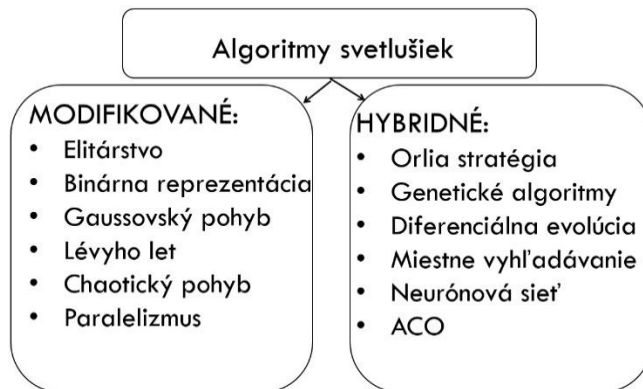 Algoritmy svetlušiek
MODIFIKOVANÉ:
• Elitárstvo
• Binárna reprezentácia
• Gaussovský pohyb
• Lévyho let
• Chaotický pohyb
• Paralelizmus
HYBRIDNÉ:
• Orlia stratégia
• Genetické algoritmy
• Diferenciálna evolúcia
• Miestne vyhľadávanie
• Neurónová sieť
• ACO